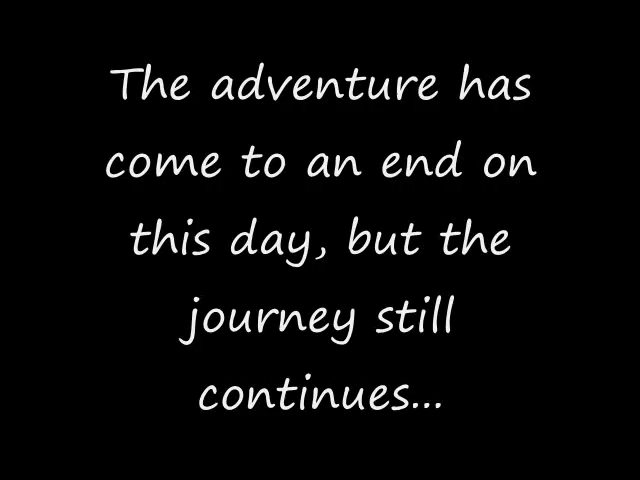 The adventure has
come to an end on
this day, but the
journey still
continues...